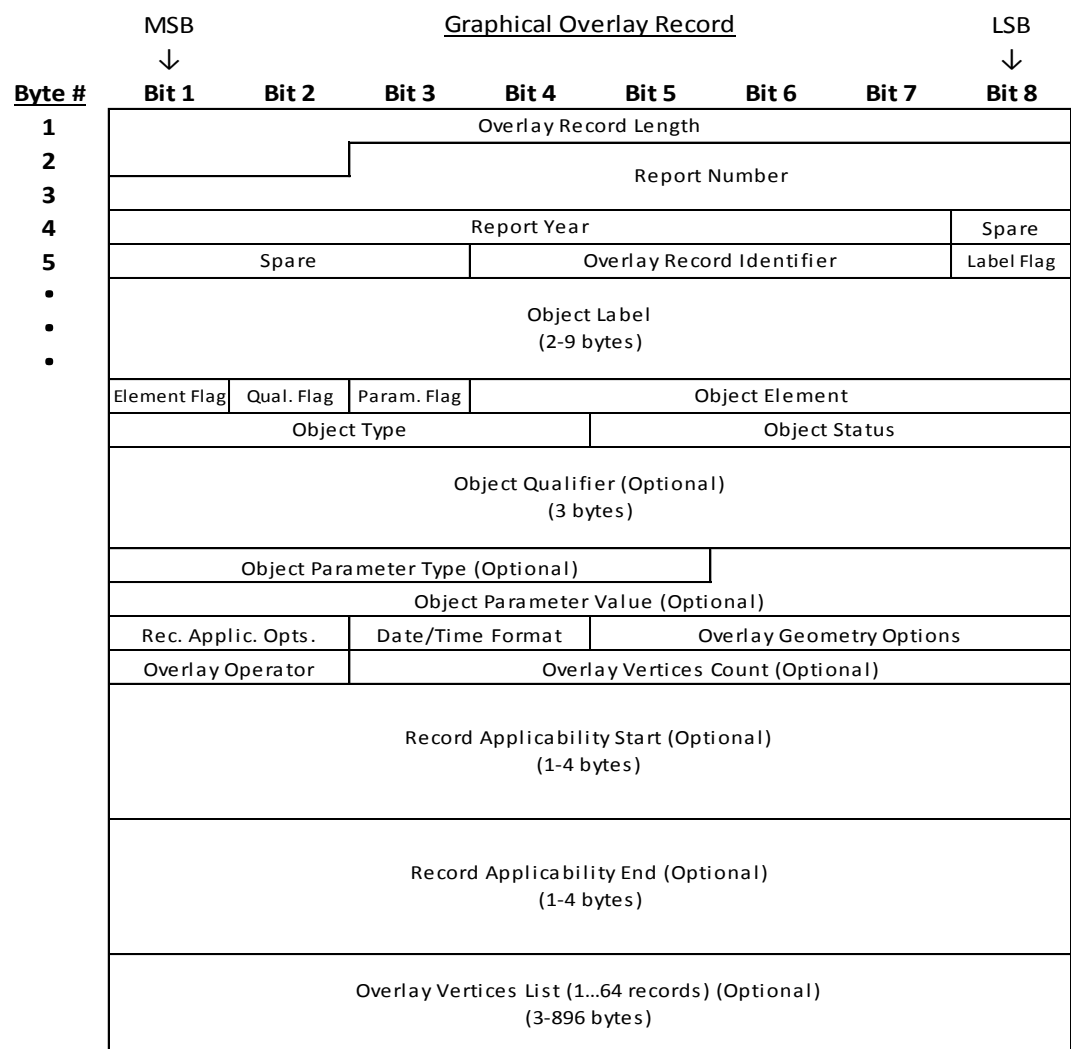 MSB Graphical Overlay Record LSB
↓ ↓
Byte # Bit 1 Bit 2 Bit 3 Bit 4 Bit 5 Bit 6 Bit 7 Bit 8
1 Overlay Record Length
2
Report Number
3
4 Report Year Spare
5 Spare Overlay Record Identifier Label Flag
•
Object Label
•
(2-9 bytes)
•
Element Flag Qual. Flag Param. Flag Object Element
Object Type Object Status
Object Qualifier (Optional)
(3 bytes)
Object Parameter Type (Optional)
Object Parameter Value (Optional)
Rec. Applic. Opts. Date/Time Format Overlay Geometry Options
Overlay Operator Overlay Vertices Count (Optional)
Record Applicability Start (Optional)
(1-4 bytes)
Record Applicability End (Optional)
(1-4 bytes)
Overlay Vertices List (1...64 records) (Optional)
(3-896 bytes)